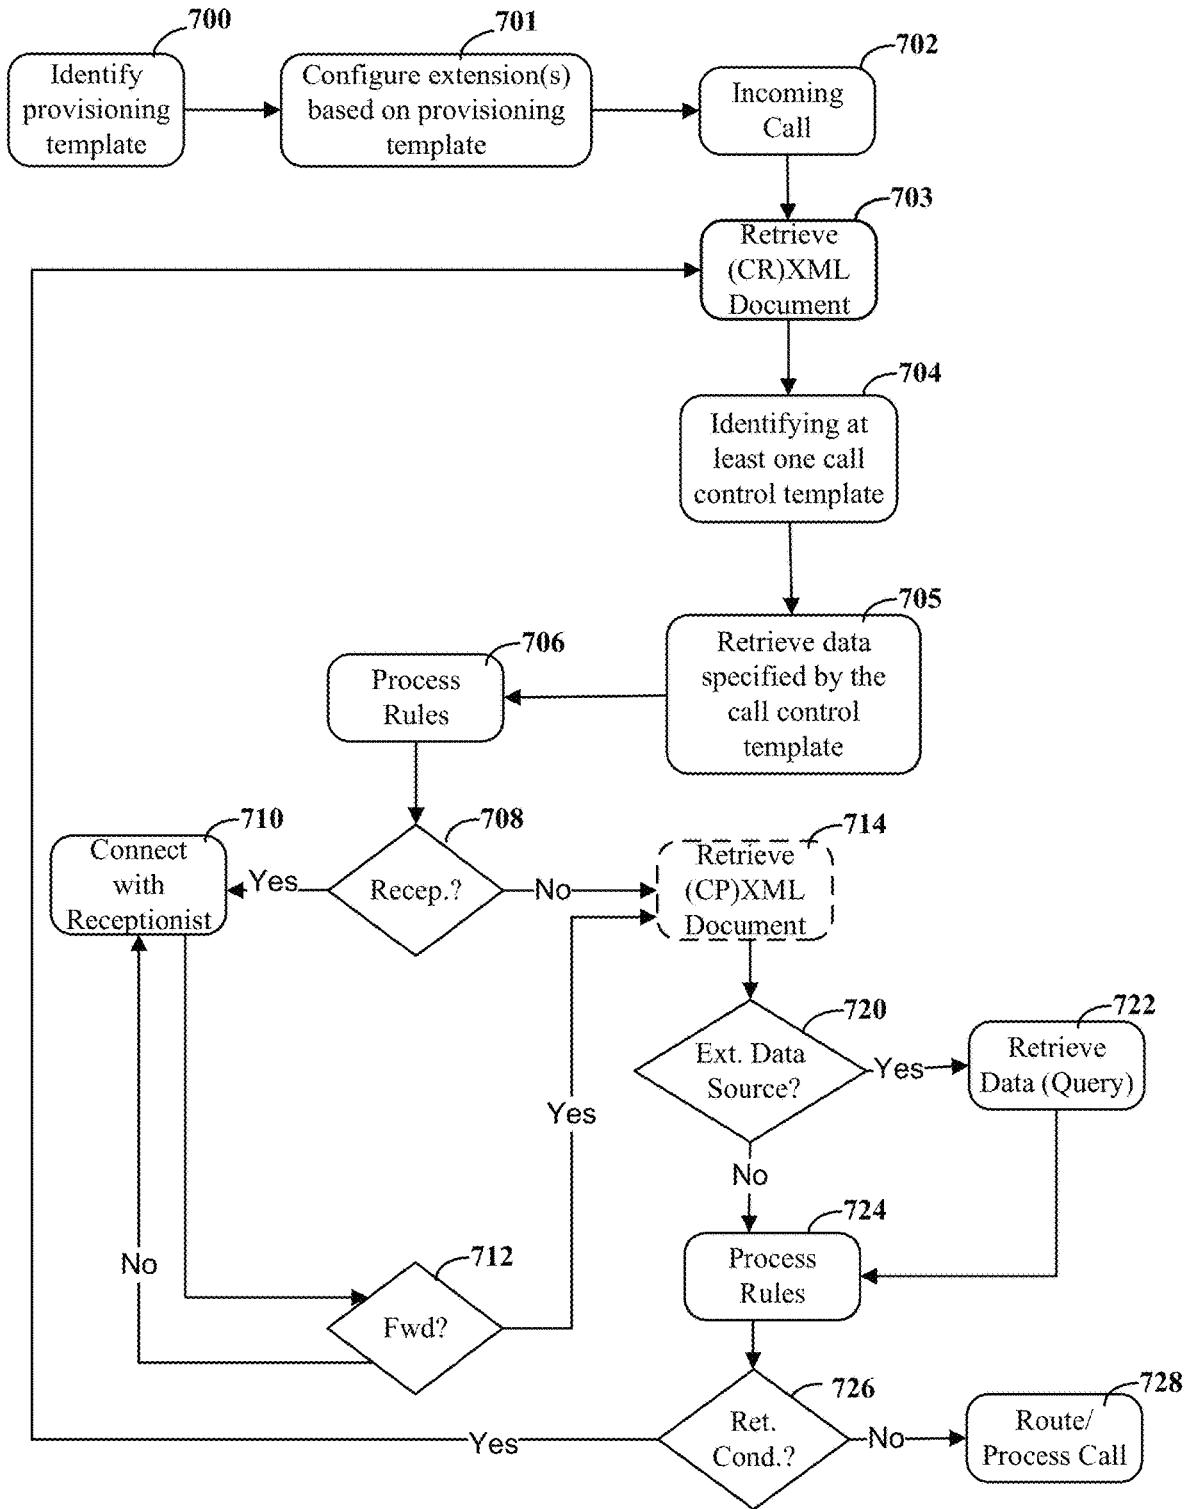 700
Identify
provisioning
template
701
Configure extension(s)
based on provisioning
template
702
Incoming
Call
703
Retrieve
(CR)XML
Document
704
Identifying at
least one call
control template
705
Retrieve data
specified by the
call control
template
706
Process
Rules
708
Recep.?
Yes
No
710
Connect
with
Receptionist
714
Retrieve
(CP)XML
Document
720
Ext. Data
Source?
Yes
No
722
Retrieve
Data (Query)
Yes
No
712
Fwd?
724
Process
Rules
726
Ret.
Cond.?
Yes
No
728
Route/
Process Call